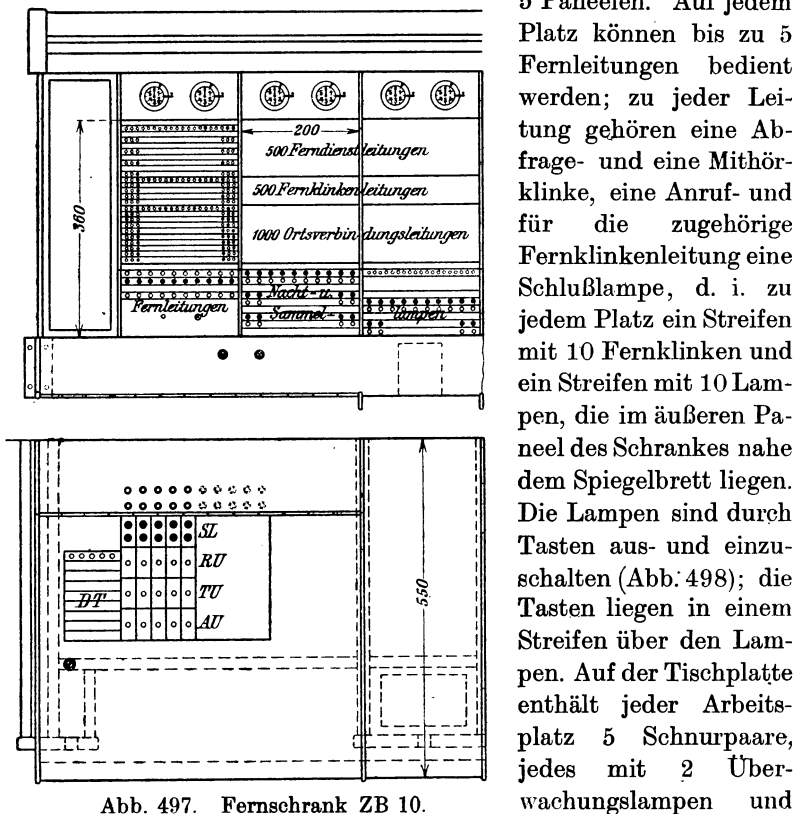 200
500 Ferndienstleitungen
500 Fernklinkenleitungen
360
1000 Ortsverbindungsleitungen
Nacht- u.
Fernleitungen
Sammel-
lampen
SL
RU
DT
TU
AU
550
Abb. 497. Fernschrank ZB 10.
5 Paneelen. Auf jedem
Platz können bis zu 5
Fernleitungen bedient
werden; zu jeder Lei-
tung gehören eine Ab-
frage- und eine Mithör-
klinke, eine Anruf- und
für die zugehörige
Fernklinkenleitung eine
Schlußlampe, d. i. zu
jedem Platz ein Streifen
mit 10 Fernklinken und
ein Streifen mit 10 Lam-
pen, die im äußeren Pa-
neel des Schrankes nahe
dem Spiegelbrett liegen.
Die Lampen sind durch
Tasten aus- und einzu-
schalten (Abb. 498); die
Tasten liegen in einem
Streifen über den Lam-
pen. Auf der Tischplatte
enthält jeder Arbeits-
platz 5 Schnurpaare,
jedes mit 2 Über-
wachungslampen und